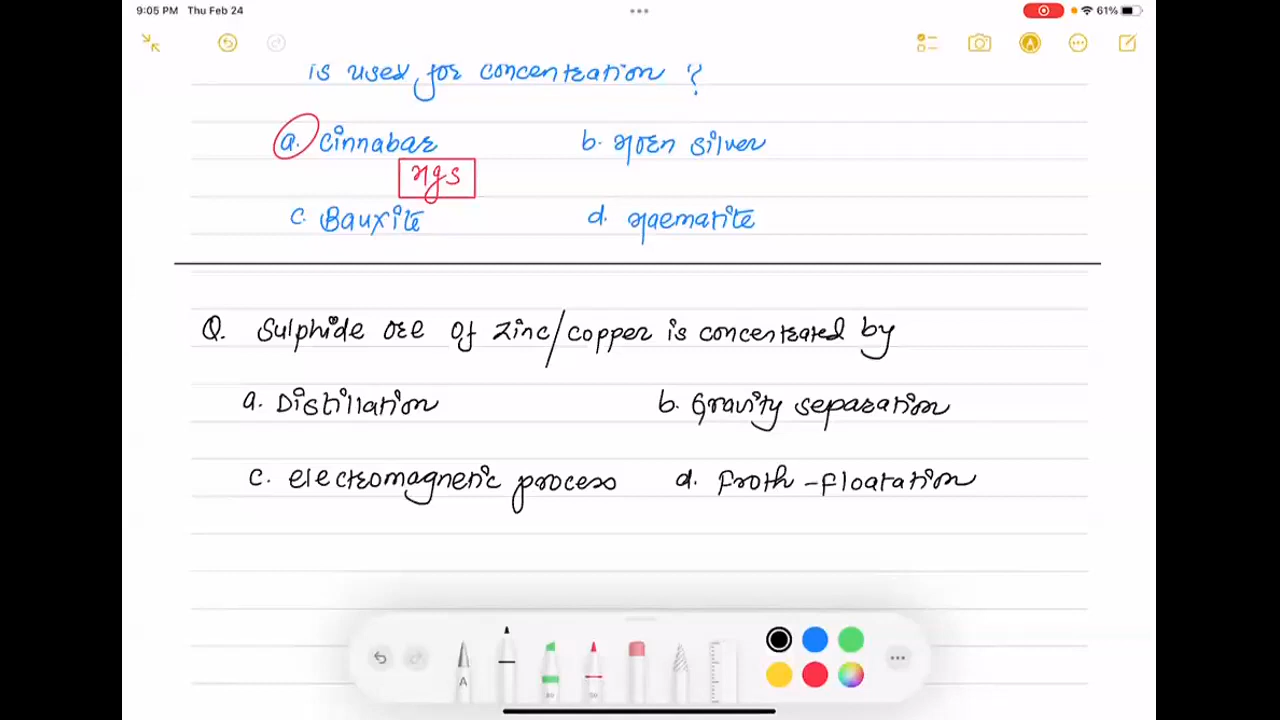 9:05 PM Thu Feb 24
61%
is used for concentration ?
a. Cinnabar b. Horn silver
HgS
c. Bauxite d. Haematite
Q. Sulphide ore of zinc/copper is concentrated by
a. Distillation b. Gravity separation
c. electromagnetic process d. Froth-Floatation
A